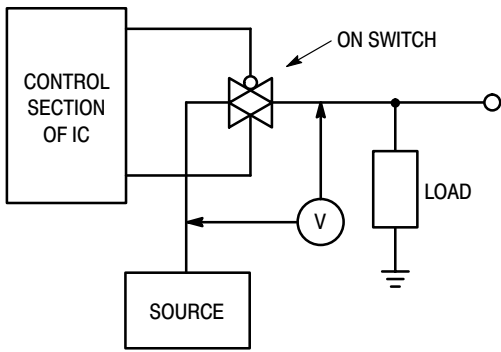 ON SWITCH
CONTROL
SECTION
OF IC
LOAD
V
SOURCE